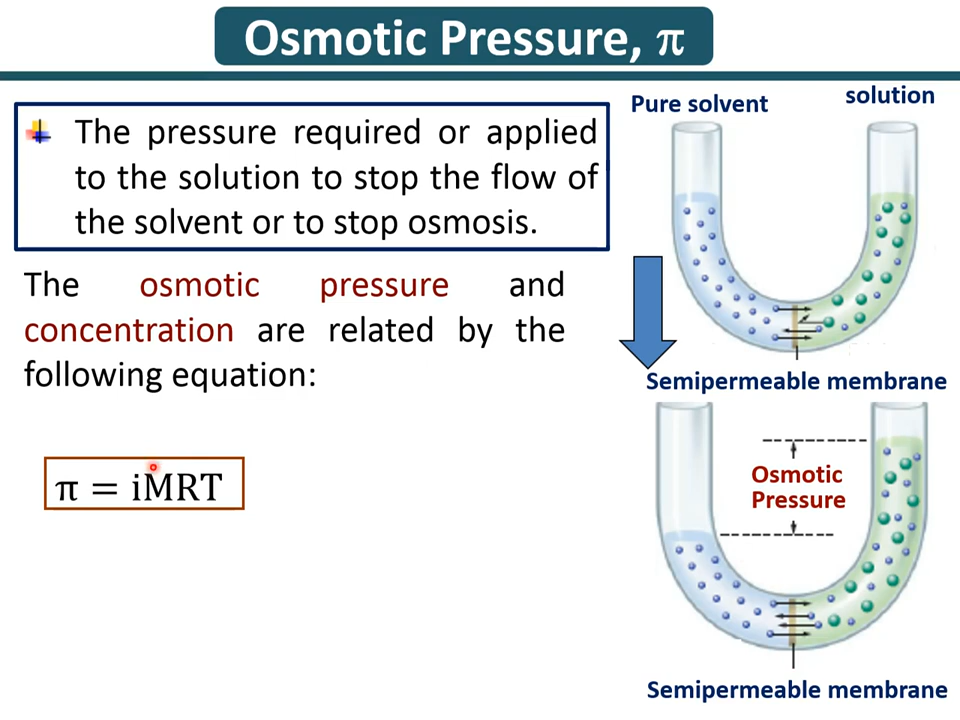 Osmotic Pressure, π
The pressure required or applied
to the solution to stop the flow of
the solvent or to stop osmosis.
The osmotic pressure and
concentration are related by the
following equation:
π = iMRT
Pure solvent
solution
Semipermeable membrane
Osmotic
Pressure
Semipermeable membrane